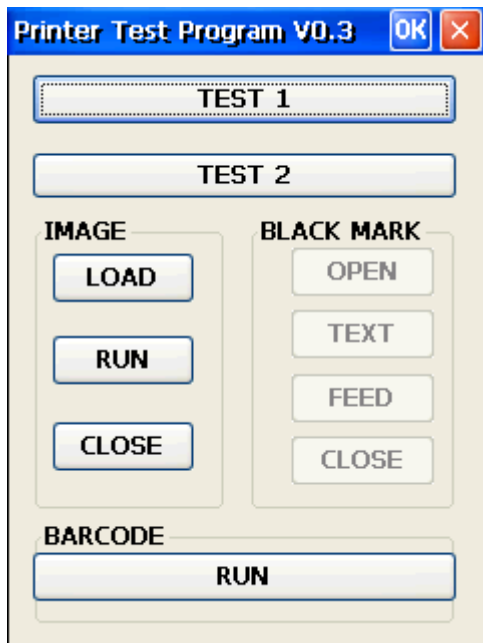 Printer Test Program V0.3 OK
TEST 1
TEST 2
IMAGE
LOAD
RUN
CLOSE
BLACK MARK
OPEN
TEXT
FEED
CLOSE
BARCODE
RUN